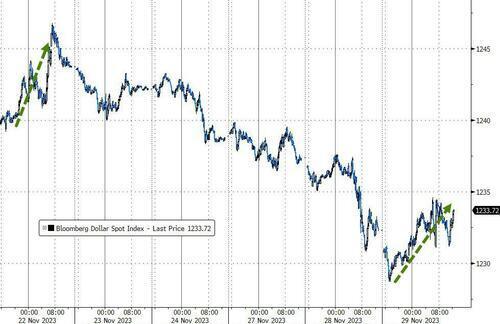 1245
1240
1235
1233.72
Bloomberg Dollar Spot Index - Last Price 1233.72
1230
00:00 08:00 00:00 08:00 00:00 08:00 00:00 08:00 00:00 08:00 00:00 08:00
22 Nov 2023 23 Nov 2023 24 Nov 2023 27 Nov 2023 28 Nov 2023 29 Nov 2023